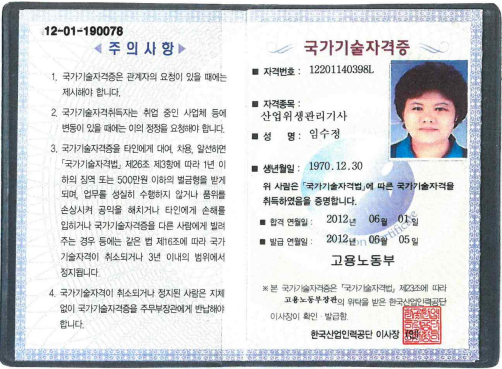 12-01-190078
◀ 주의사항 ▶
1. 국가기술자격증은 관계자의 요청이 있을 때에는
제시해야 합니다.
2. 국가기술자격취득자는 취업 중인 사업체 등에
변동이 있을 때에는 이의 정정을 요청해야 합니다.
3. 국가기술자격증을 타인에게 대여, 차용, 알선하면
「국가기술자격법」 제26조 제3항에 따라 1년 이
하의 징역 또는 500만원 이하의 벌금형을 받게
되며, 업무를 성실히 수행하지 않거나 품위를
손상시켜 공익을 해치거나 타인에게 손해를
입히거나 국가기술자격증을 다른 사람에게 빌려
주는 경우 등에는 같은 법 제16조에 따라 국가
기술자격이 취소되거나 3년 이내의 범위에서
정지됩니다.
4. 국가기술자격이 취소되거나 정지된 사람은 지체
없이 국가기술자격증을 주무부장관에게 반납해야
합니다.
국가기술자격증
■ 자격번호 : 12201140398L
■ 자격종목 :
산업위생관리기사
■ 성 명 : 임수정
■ 생년월일 : 1970.12.30
위 사람은 「국가기술자격법」에 따른 국가기술자격을
취득하였음을 증명합니다.
■ 합격 연월일 : 2012년 06월 01일
■ 발급 연월일 : 2012년 06월 05일
고용노동부
※ 본 국가기술자격증은 「국가기술자격법」 제23조에 따라
고용노동부장관의 위탁을 받은 한국산업인력공단
이사장이 확인·발급함.
한국산업인력공단 이사장